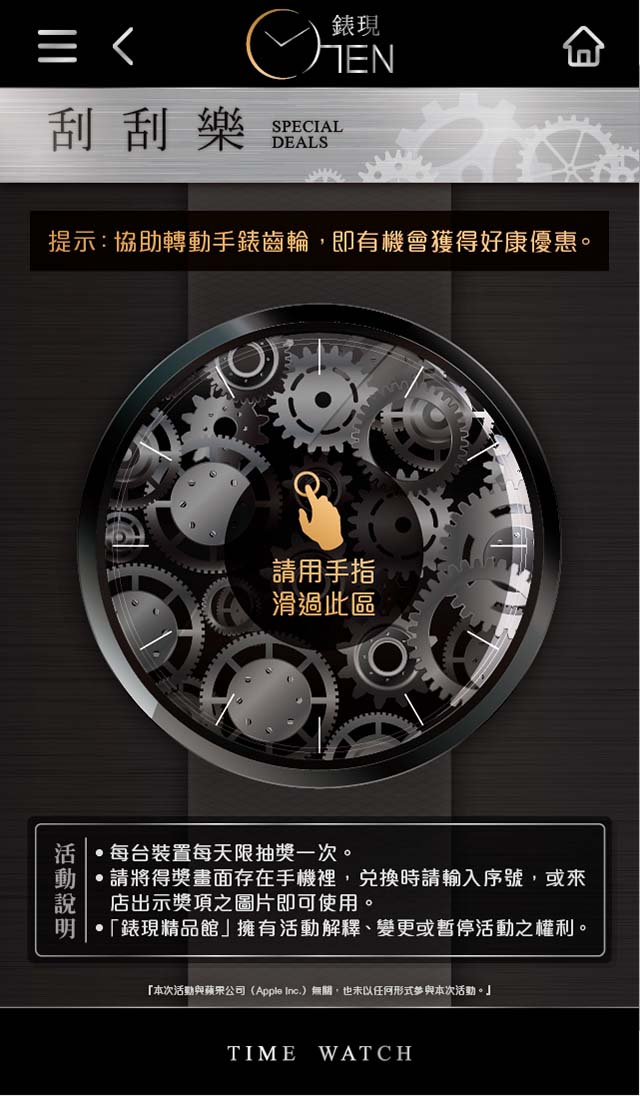 錶現
TEN
刮刮樂
SPECIAL
DEALS
提示：協助轉動手錶齒輪，即有機會獲得好康優惠。
請用手指
滑過此區
活動說明
•每台裝置每天限抽獎一次。
•請將得獎畫面存在手機裡，兌換時請輸入序號，或來
店出示獎項之圖片即可使用。
•「錶現精品館」擁有活動解釋、變更或暫停活動之權利。
『本次活動與蘋果公司（Apple Inc.）無關，也未以任何形式參與本次活動。』
TIME WATCH